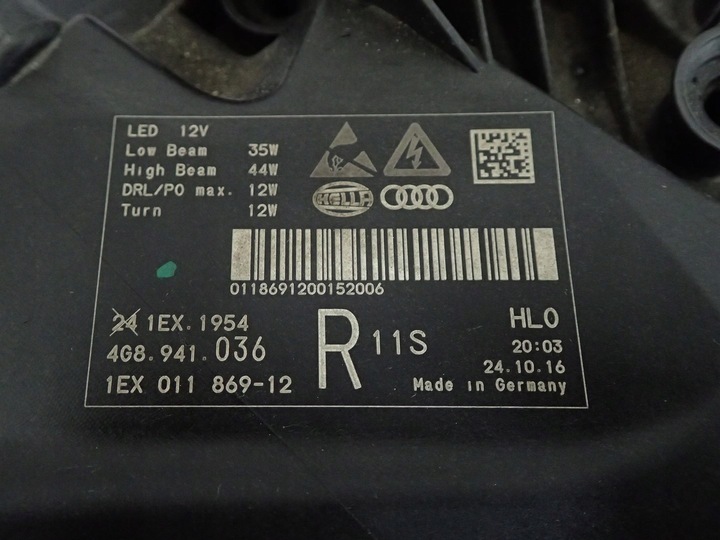 LED 12V
Low Beam 35W
High Beam 44W
DRL/PO max. 12W
Turn 12W
HELLA
0118691200152006
24 1EX.1954
4G8.941.036
1EX 011 869-12
R 11S
HL0
20:03
24.10.16
Made in Germany